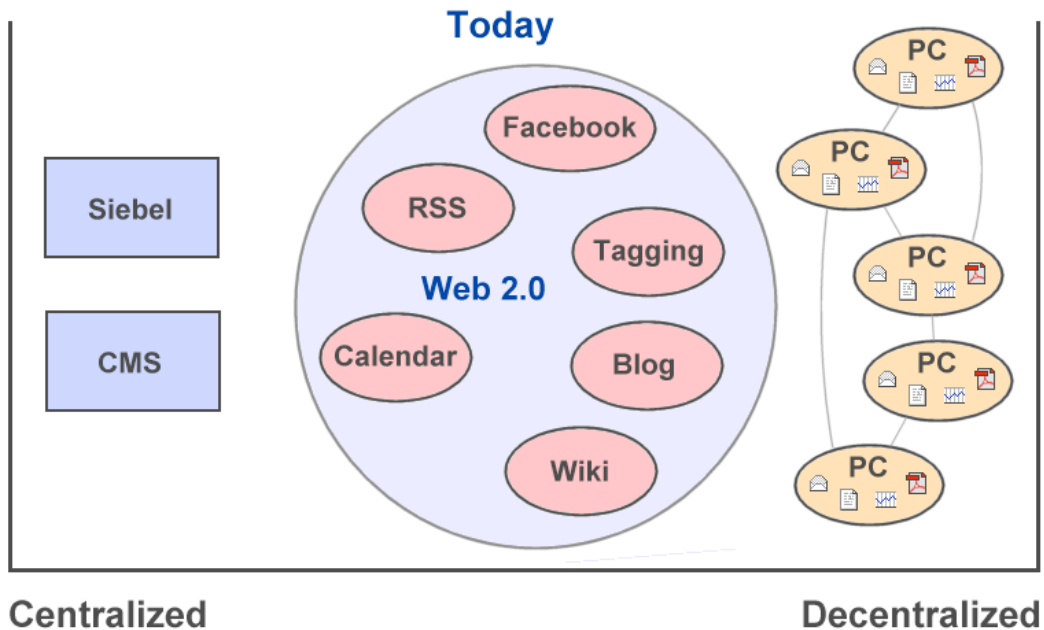 Today
Siebel
CMS
Facebook
RSS
Tagging
Web 2.0
Calendar
Blog
Wiki
PC
PC
PC
PC
PC
Centralized
Decentralized